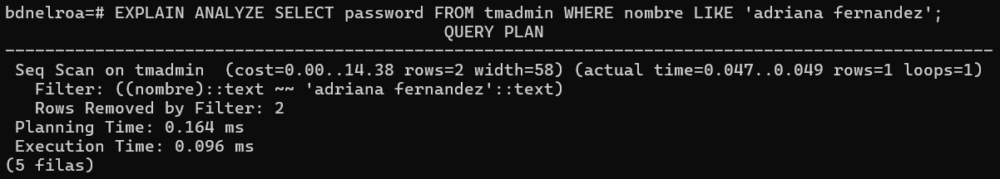 bdnelroa=# EXPLAIN ANALYZE SELECT password FROM tmadmin WHERE nombre LIKE 'adriana fernandez';
QUERY PLAN
---------------------------------------------------------------------------------------------------
Seq Scan on tmadmin  (cost=0.00..14.38 rows=2 width=58) (actual time=0.047..0.049 rows=1 loops=1)
Filter: ((nombre)::text ~~ 'adriana fernandez'::text)
Rows Removed by Filter: 2
Planning Time: 0.164 ms
Execution Time: 0.096 ms
(5 filas)